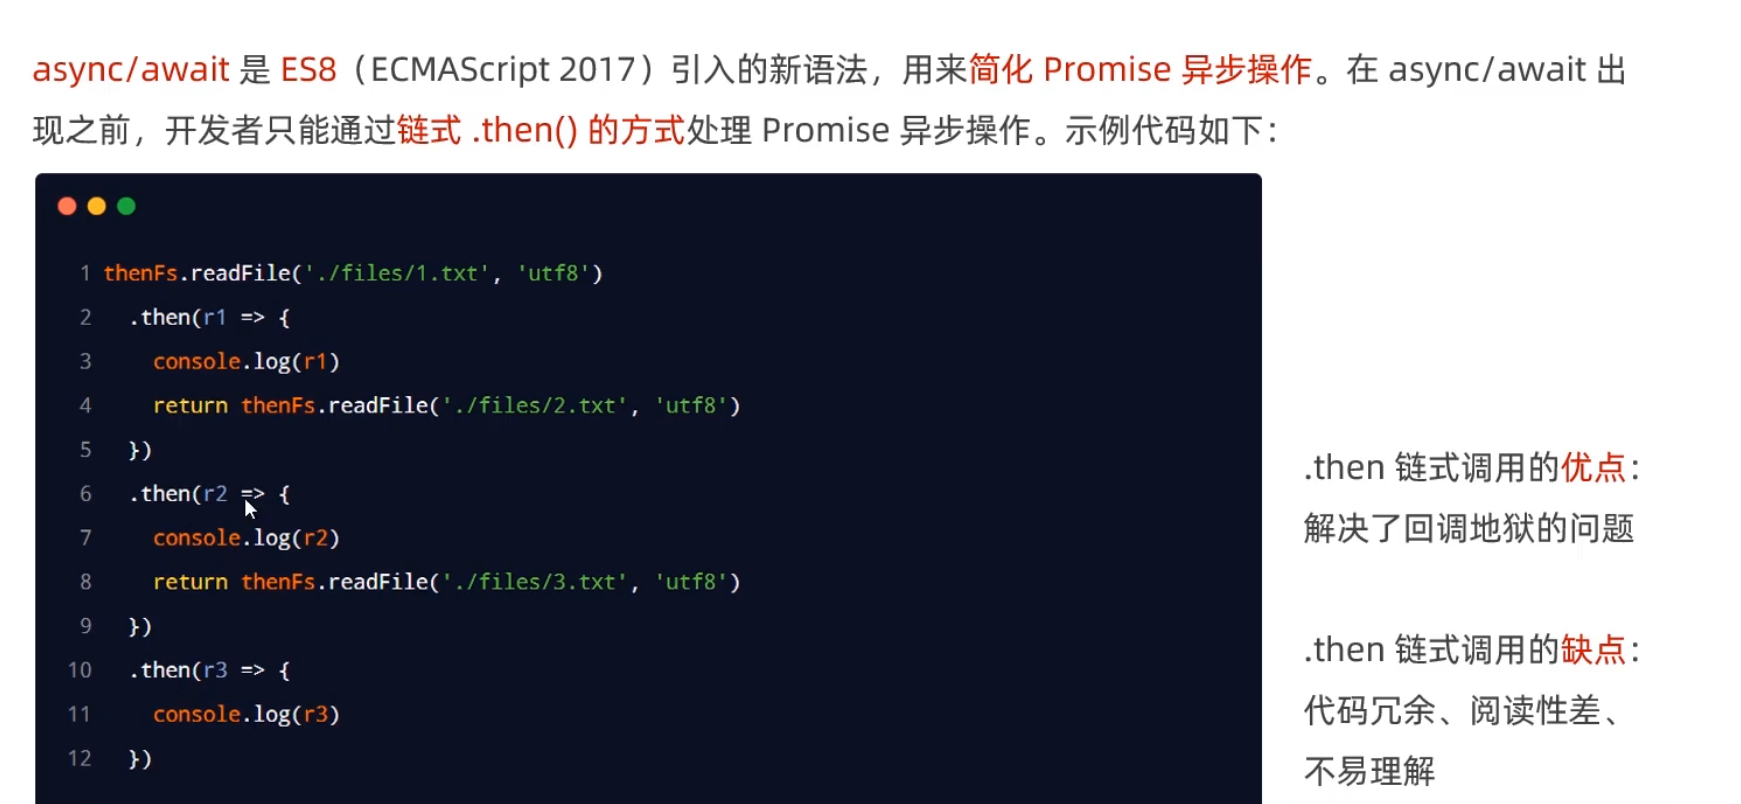 async/await 是 ES8（ECMAScript 2017）引入的新语法，用来简化 Promise 异步操作。在 async/await 出
现之前，开发者只能通过链式 .then() 的方式处理 Promise 异步操作。示例代码如下：
1 thenFs.readFile('./files/1.txt', 'utf8')
2 .then(r1 => {
3 console.log(r1)
4 return thenFs.readFile('./files/2.txt', 'utf8')
5 })
6 .then(r2 => {
7 console.log(r2)
8 return thenFs.readFile('./files/3.txt', 'utf8')
9 })
10 .then(r3 => {
11 console.log(r3)
12 })
.then 链式调用的优点：
解决了回调地狱的问题
.then 链式调用的缺点：
代码冗余、阅读性差、
不易理解